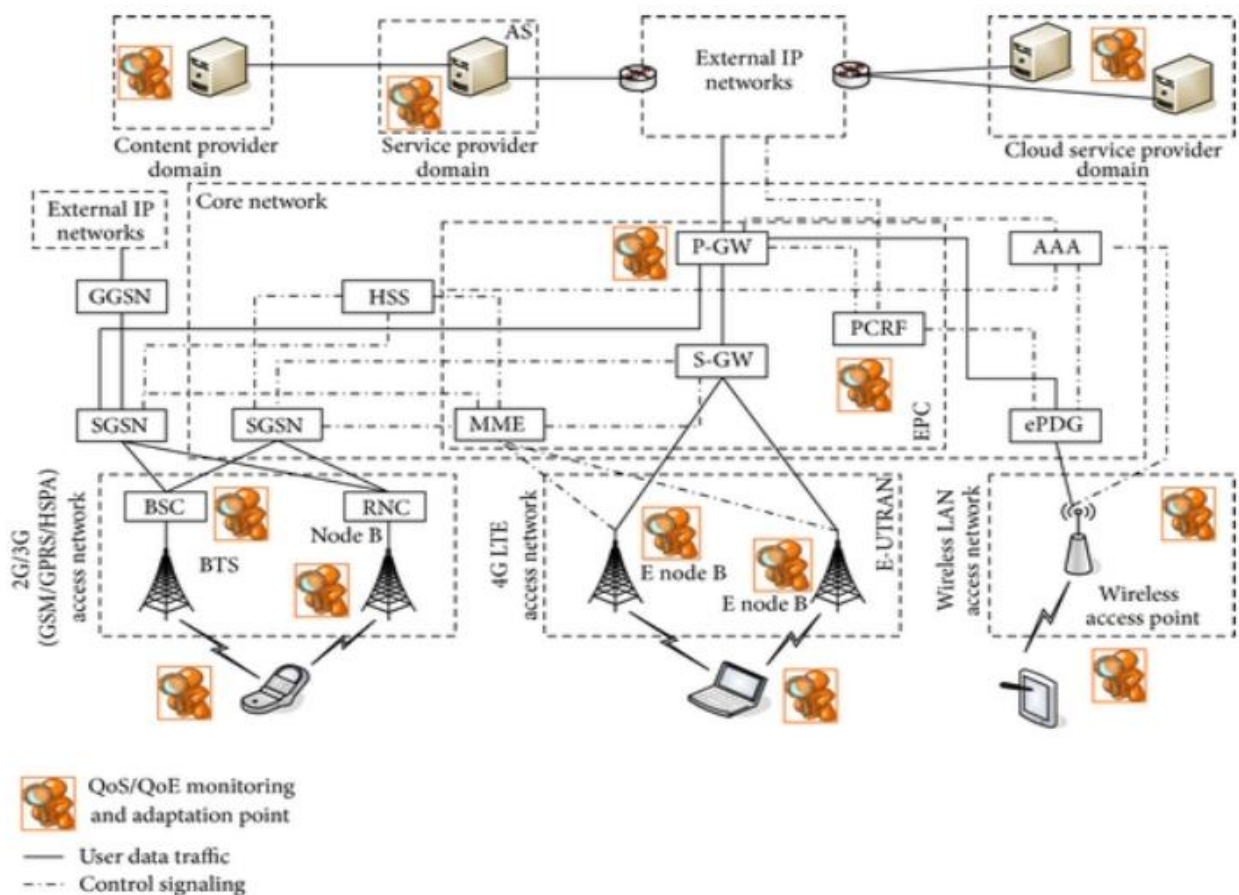 AS
External IP
networks
Content provider
domain
Service provider
domain
Cloud service provider
domain
Core network
External IP
networks
P-GW
AAA
GGSN
HSS
PCRF
S-GW
SGSN
SGSN
MME
EPC
ePDG
2G/3G
(GSM/GPRS/HSPA)
access network
BSC
RNC
Node B
BTS
4G LTE
access network
E node B
E node B
E-UTRAN
Wireless LAN
access network
Wireless
access point
QoS/QoE monitoring
and adaptation point
User data traffic
Control signaling